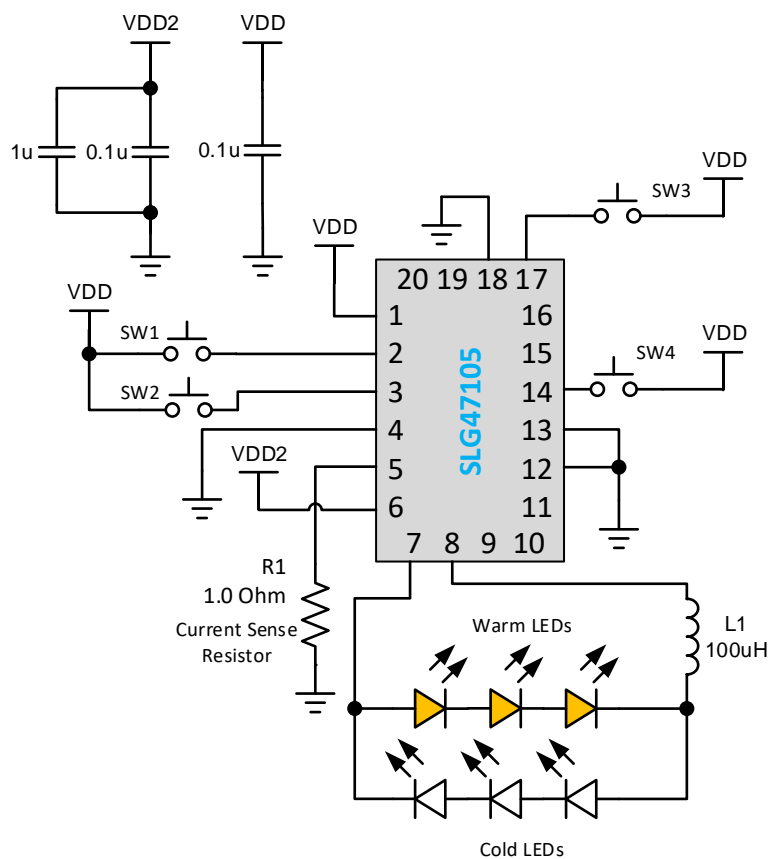 VDD2
VDD
1u
0.1u
0.1u
VDD
SW3
VDD
VDD
SW1
SW2
VDD2
SW4
VDD
20 19 18 17
1
2
3
4
5
6
16
15
14
13
12
11
7 8 9 10
SLG47105
R1
1.0 Ohm
Current Sense
Resistor
Warm LEDs
L1
100uH
Cold LEDs